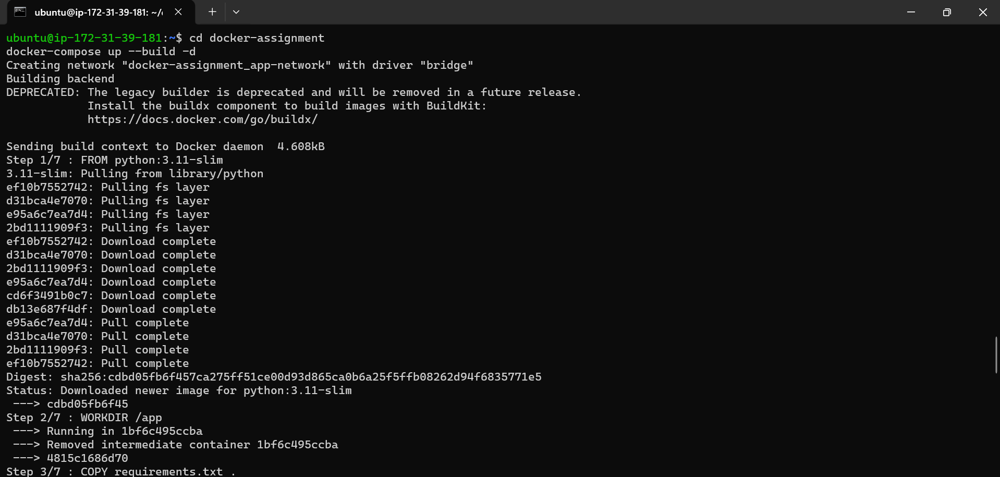 ubuntu@ip-172-31-39-181: ~/
ubuntu@ip-172-31-39-181:~$ cd docker-assignment
docker-compose up --build -d
Creating network "docker-assignment_app-network" with driver "bridge"
Building backend
DEPRECATED: The legacy builder is deprecated and will be removed in a future release.
            Install the buildx component to build images with BuildKit:
            https://docs.docker.com/go/buildx/

Sending build context to Docker daemon  4.608kB
Step 1/7 : FROM python:3.11-slim
3.11-slim: Pulling from library/python
ef10b7552742: Pulling fs layer
d31bca4e7070: Pulling fs layer
e95a6c7ea7d4: Pulling fs layer
2bd1111909f3: Pulling fs layer
ef10b7552742: Download complete
d31bca4e7070: Download complete
2bd1111909f3: Download complete
e95a6c7ea7d4: Download complete
cd6f3491b0c7: Download complete
db13e687f4df: Download complete
e95a6c7ea7d4: Pull complete
d31bca4e7070: Pull complete
2bd1111909f3: Pull complete
ef10b7552742: Pull complete
Digest: sha256:cdbd05fb6f457ca275ff51ce00d93d865ca0b6a25f5ffb08262d94f6835771e5
Status: Downloaded newer image for python:3.11-slim
 ---> cdbd05fb6f45
Step 2/7 : WORKDIR /app
 ---> Running in 1bf6c495ccba
 ---> Removed intermediate container 1bf6c495ccba
 ---> 4815c1686d70
Step 3/7 : COPY requirements.txt .